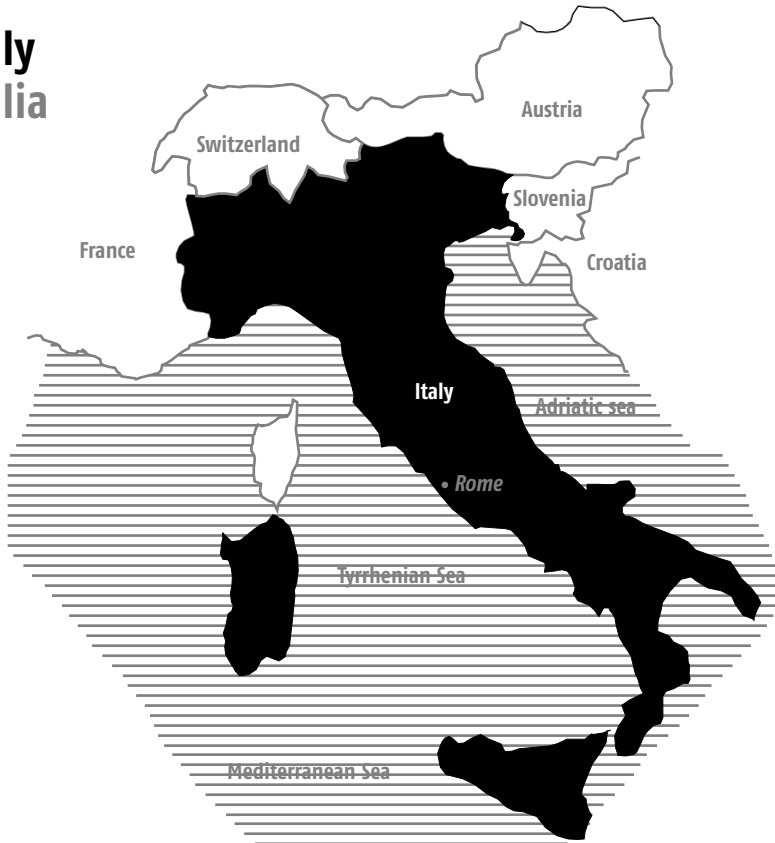 ly
lia
Austria
Switzerland
Slovenia
France
Croatia
Italy
Adriatic sea
Rome
Tyrrhenian Sea
Mediterranean Sea